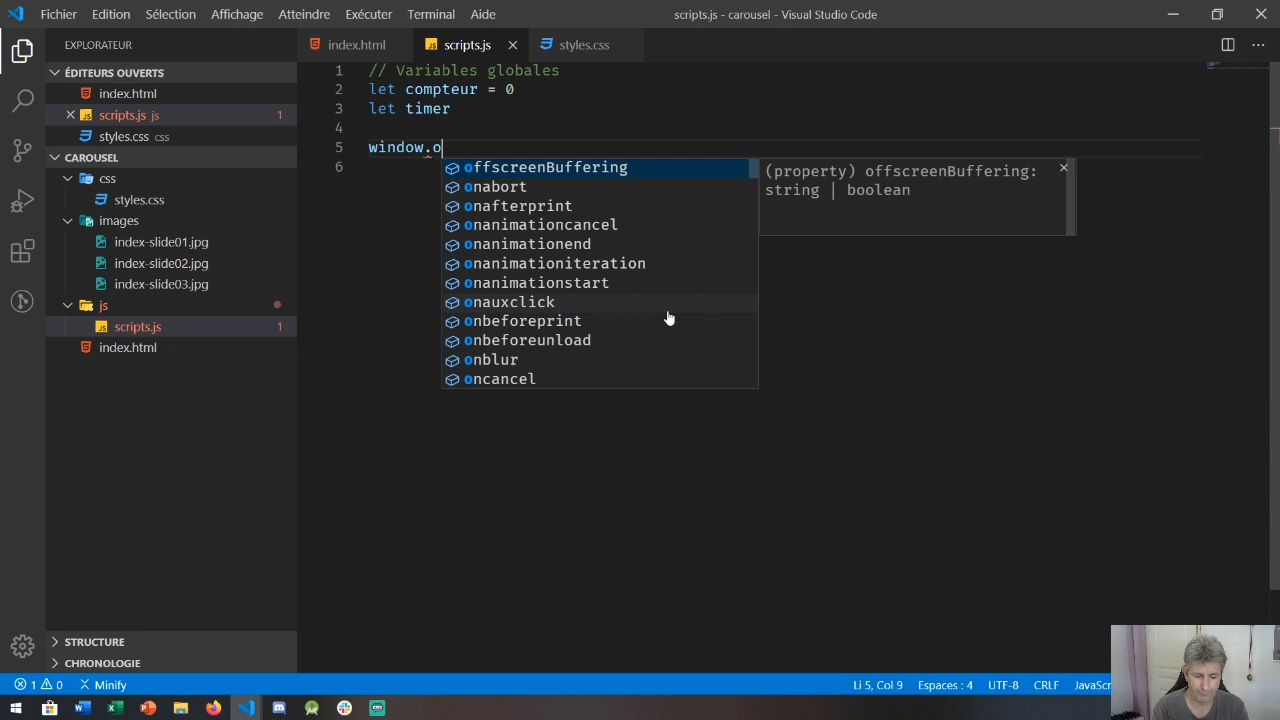 Fichier Edition Sélection Affichage Atteindre Exécuter Terminal Aide scripts.js - carousel - Visual Studio Code
EXPLORATEUR
ÉDITEURS OUVERTS
index.html
scripts.js js 1
styles.css css
CAROUSEL
css
styles.css
images
index-slide01.jpg
index-slide02.jpg
index-slide03.jpg
js
scripts.js 1
index.html
STRUCTURE
CHRONOLOGIE
index.html scripts.js styles.css
1 // Variables globales
2 let compteur = 0
3 let timer
4
5 window.o
6
offscreenBuffering
onabort
onafterprint
onanimationcancel
onanimationend
onanimationiteration
onanimationstart
onauxclick
onbeforeprint
onbeforeunload
onblur
oncancel
(property) offscreenBuffering:
string | boolean
1 0 Minify Li 5, Col 9 Espaces : 4 UTF-8 CRLF JavaScr